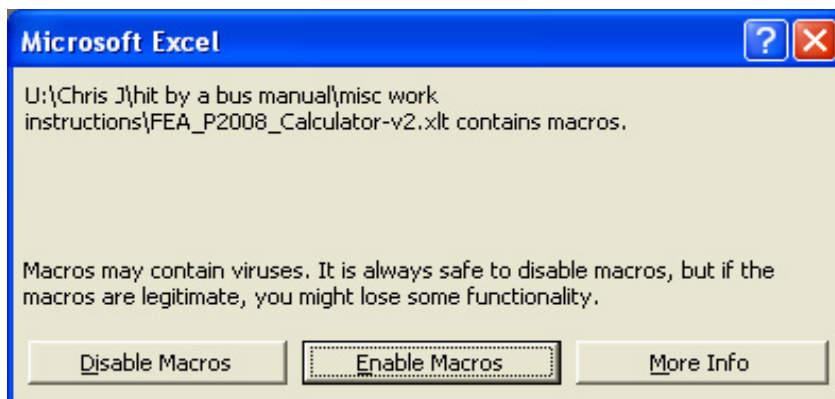 Microsoft Excel
U:\Chris J\hit by a bus manual\misc work
instructions\FEA_P2008_Calculator-v2.xlt contains macros.
Macros may contain viruses. It is always safe to disable macros, but if the
macros are legitimate, you might lose some functionality.
Disable Macros Enable Macros More Info